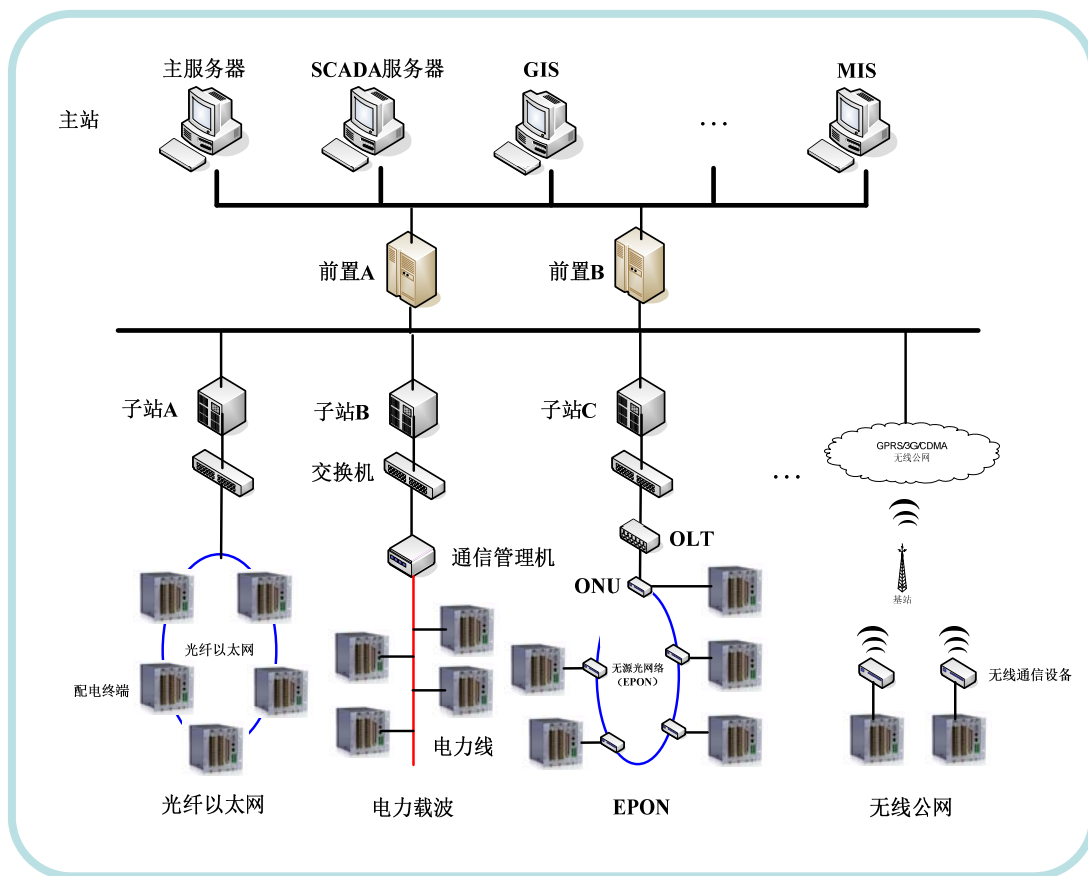 主服务器
SCADA服务器
GIS
MIS
主站
...
前置A
前置B
子站A
子站B
子站C
GPRS/3G/CDMA
无线公网
交换机
...
OLT
通信管理机
ONU
基站
光纤以太网
无源光网络
（EPON）
配电终端
无线通信设备
电力线
光纤以太网
电力载波
EPON
无线公网